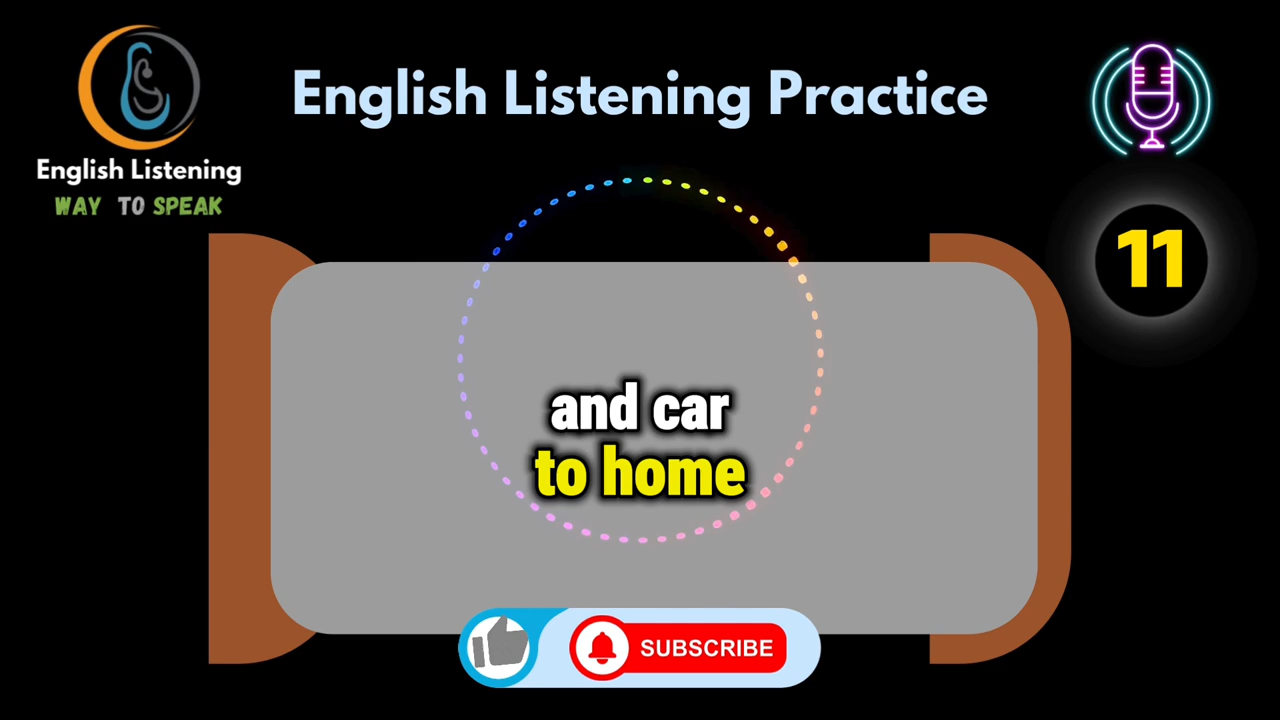 English Listening Practice
English Listening
WAY TO SPEAK
11
and car
to home
SUBSCRIBE